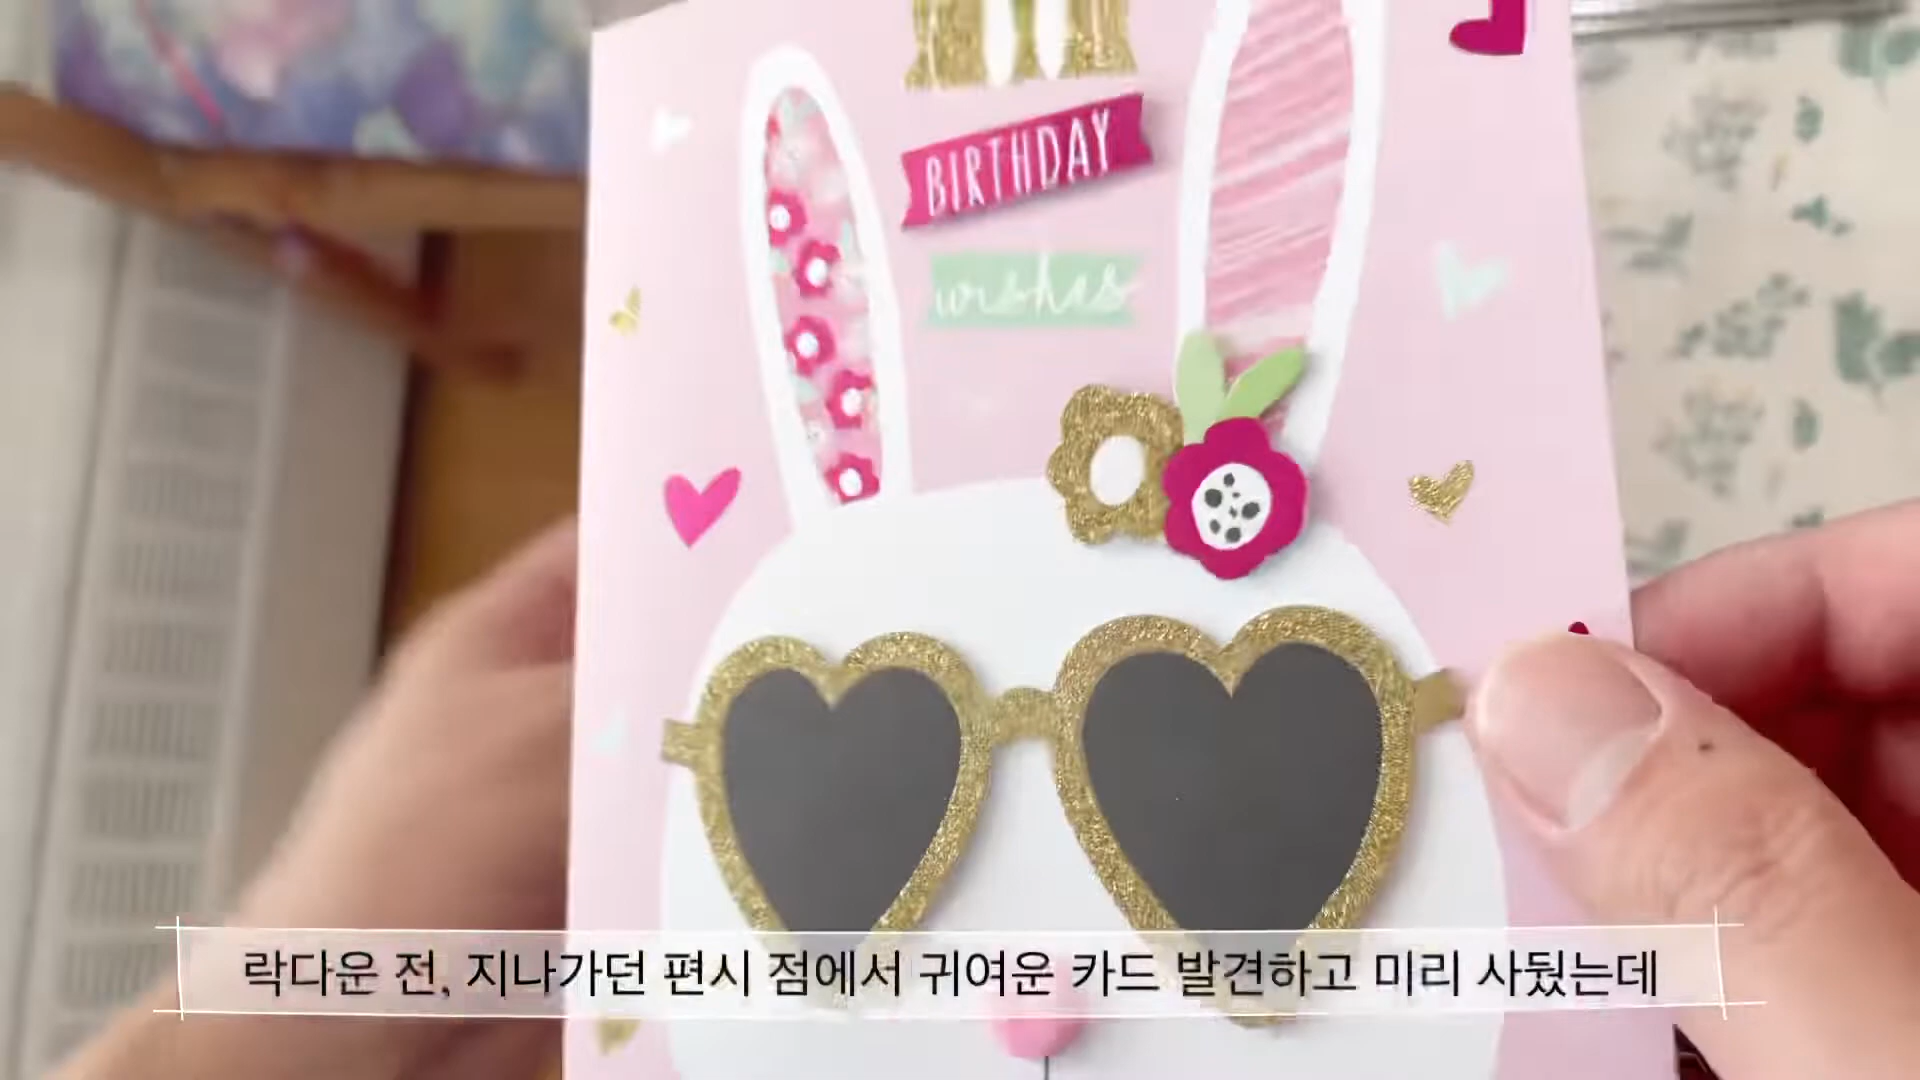 BIRTHDAY
wishes
락다운 전, 지나가던 편시 점에서 귀여운 카드 발견하고 미리 사뒀는데